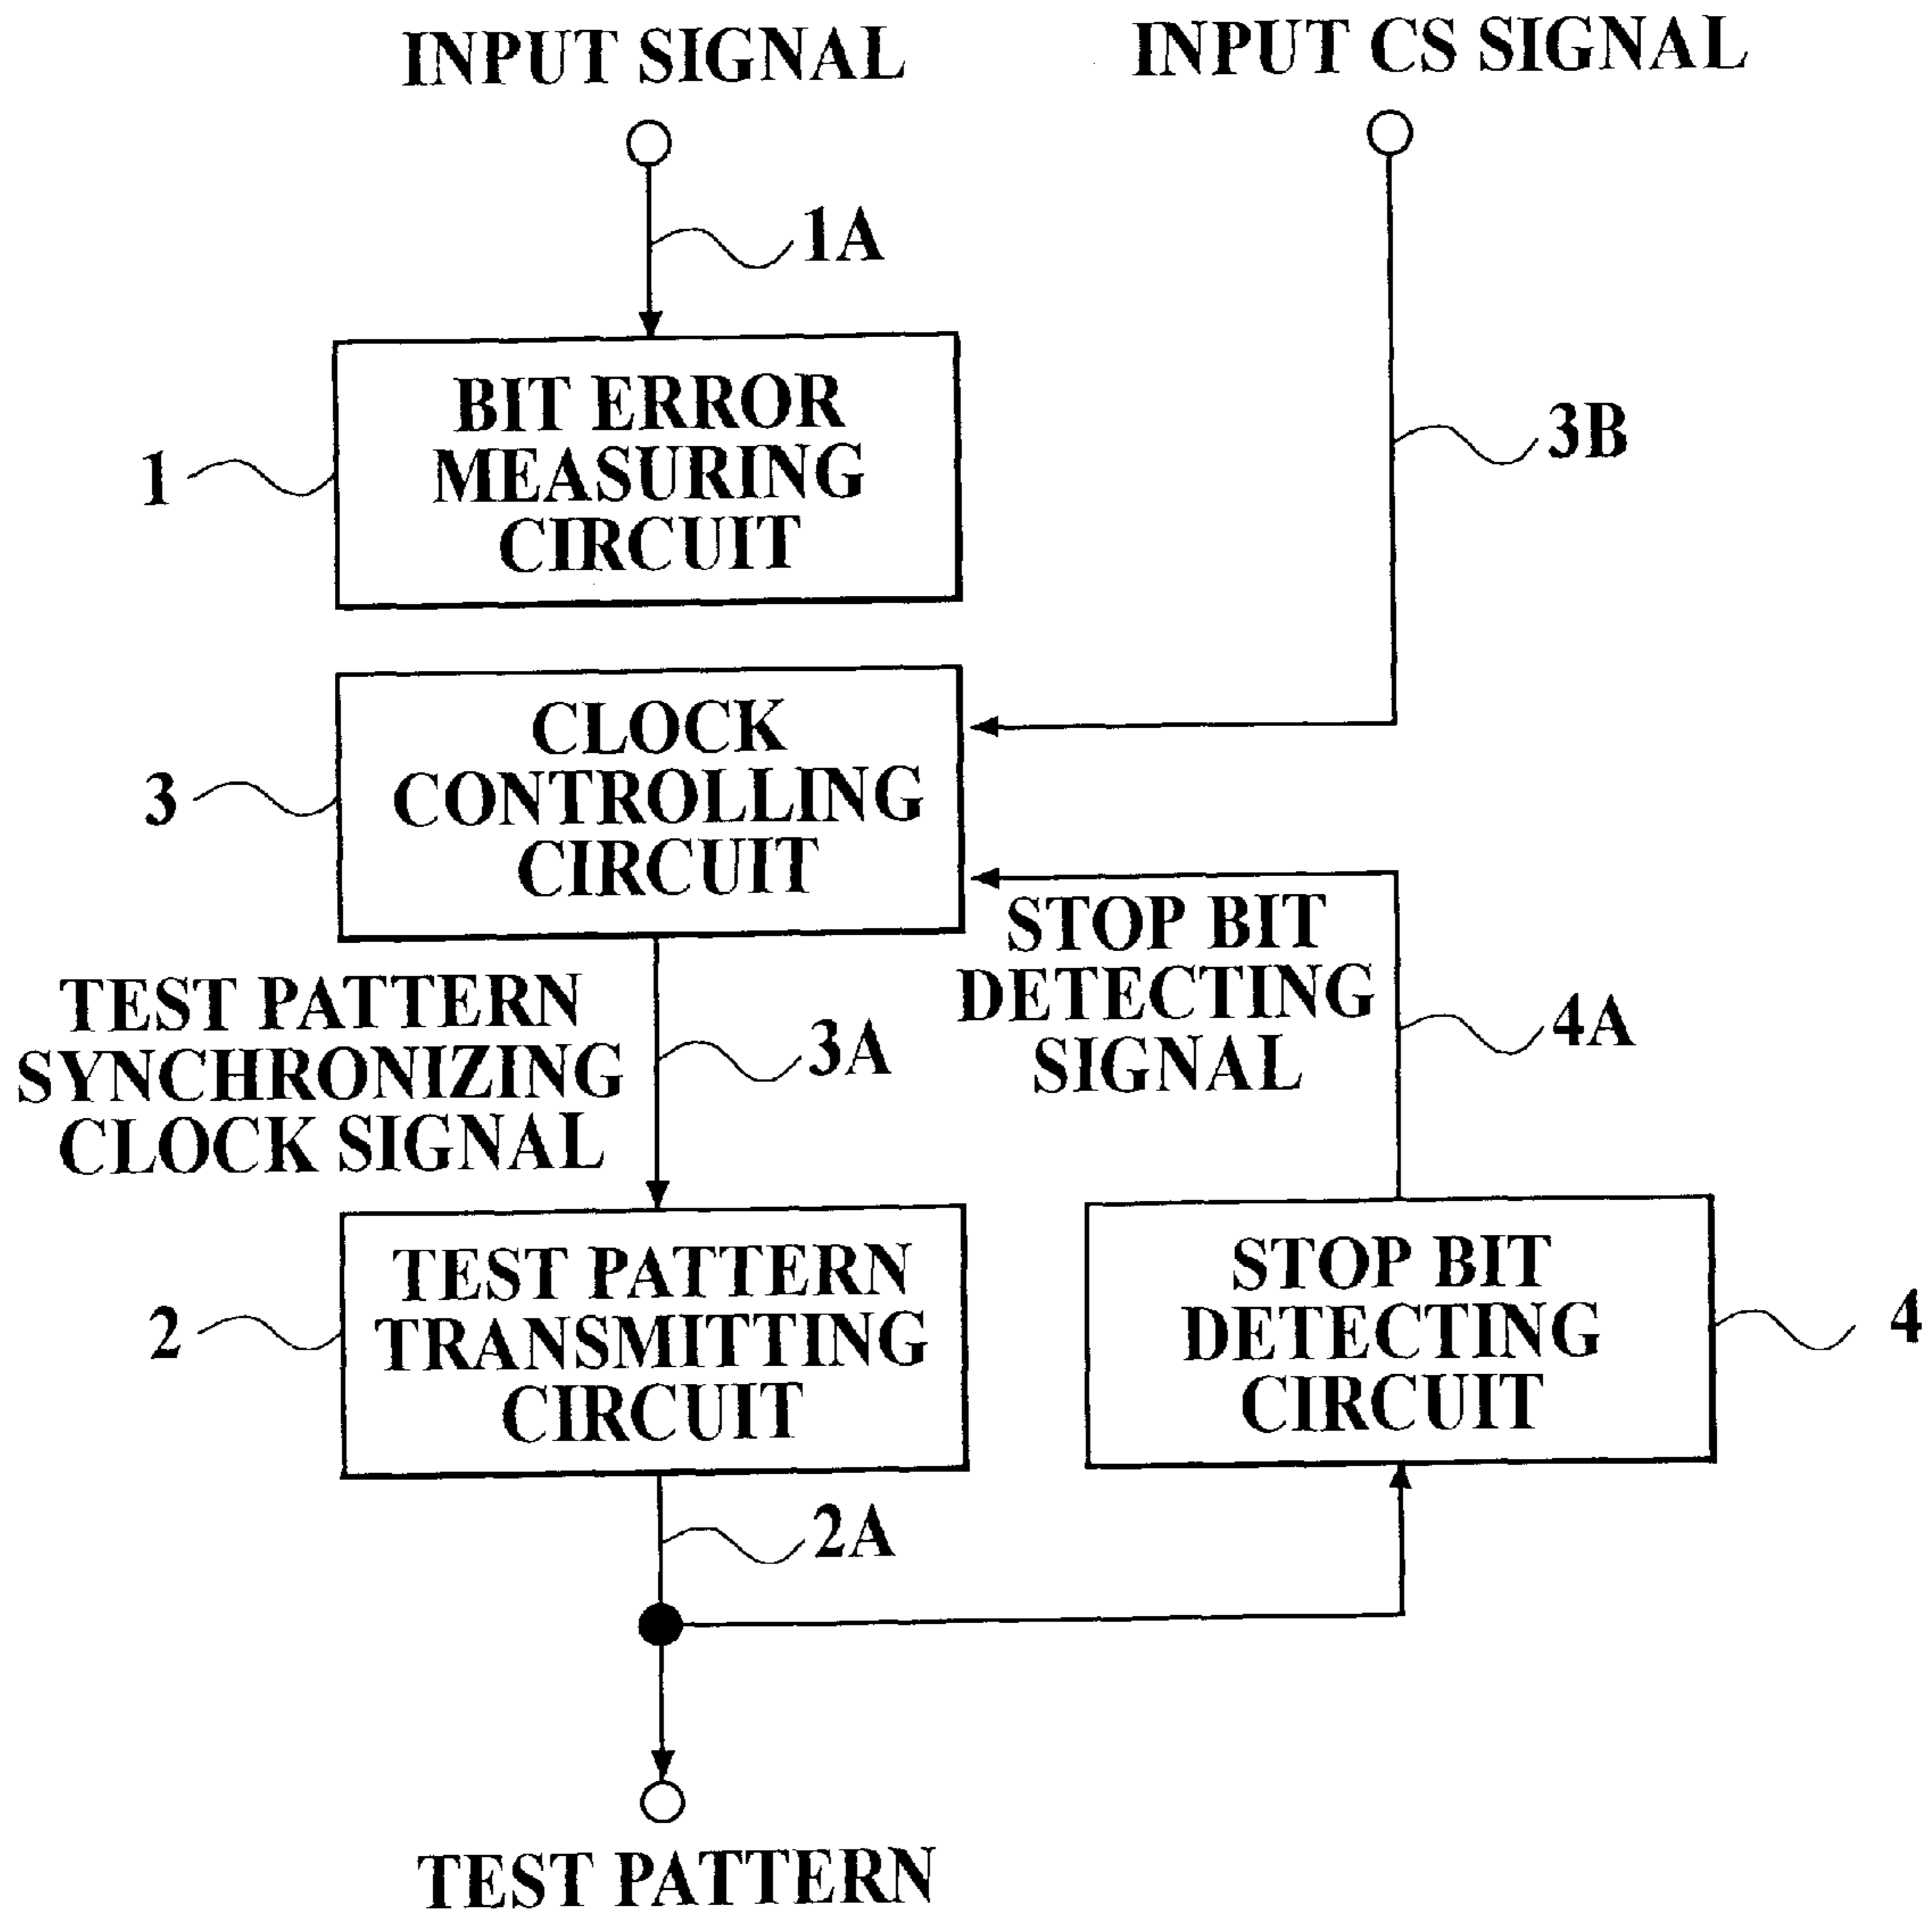 INPUT SIGNAL
INPUT CS SIGNAL
1A
BIT ERROR
MEASURING
CIRCUIT
1
3B
CLOCK
CONTROLLING
CIRCUIT
3
STOP BIT
DETECTING
SIGNAL
4A
TEST PATTERN
SYNCHRONIZING
CLOCK SIGNAL
3A
TEST PATTERN
TRANSMITTING
CIRCUIT
2
STOP BIT
DETECTING
CIRCUIT
4
2A
TEST PATTERN